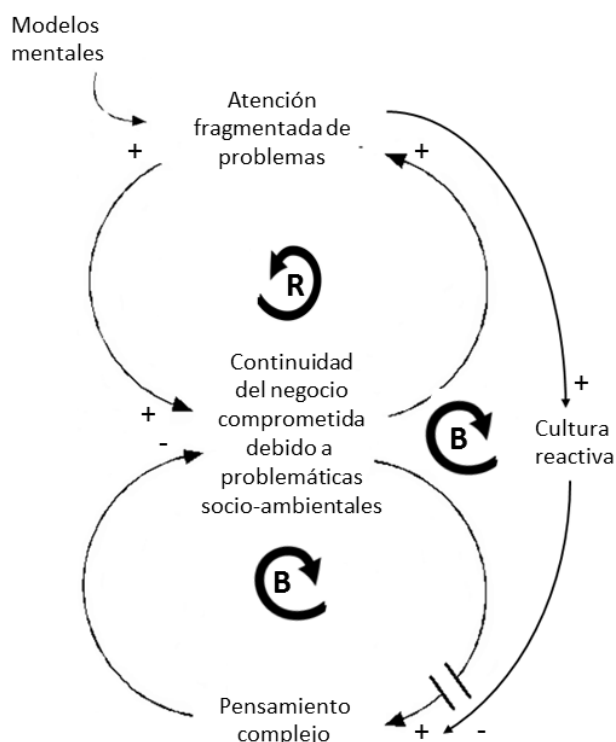 Modelos
mentales
Atención
fragmentada de
problemas
+
-
+
R
Continuidad
del negocio
comprometida
debido a
problemáticas
socio-ambientales
+
-
B
+
Cultura
reactiva
B
Pensamiento
complejo
+
-